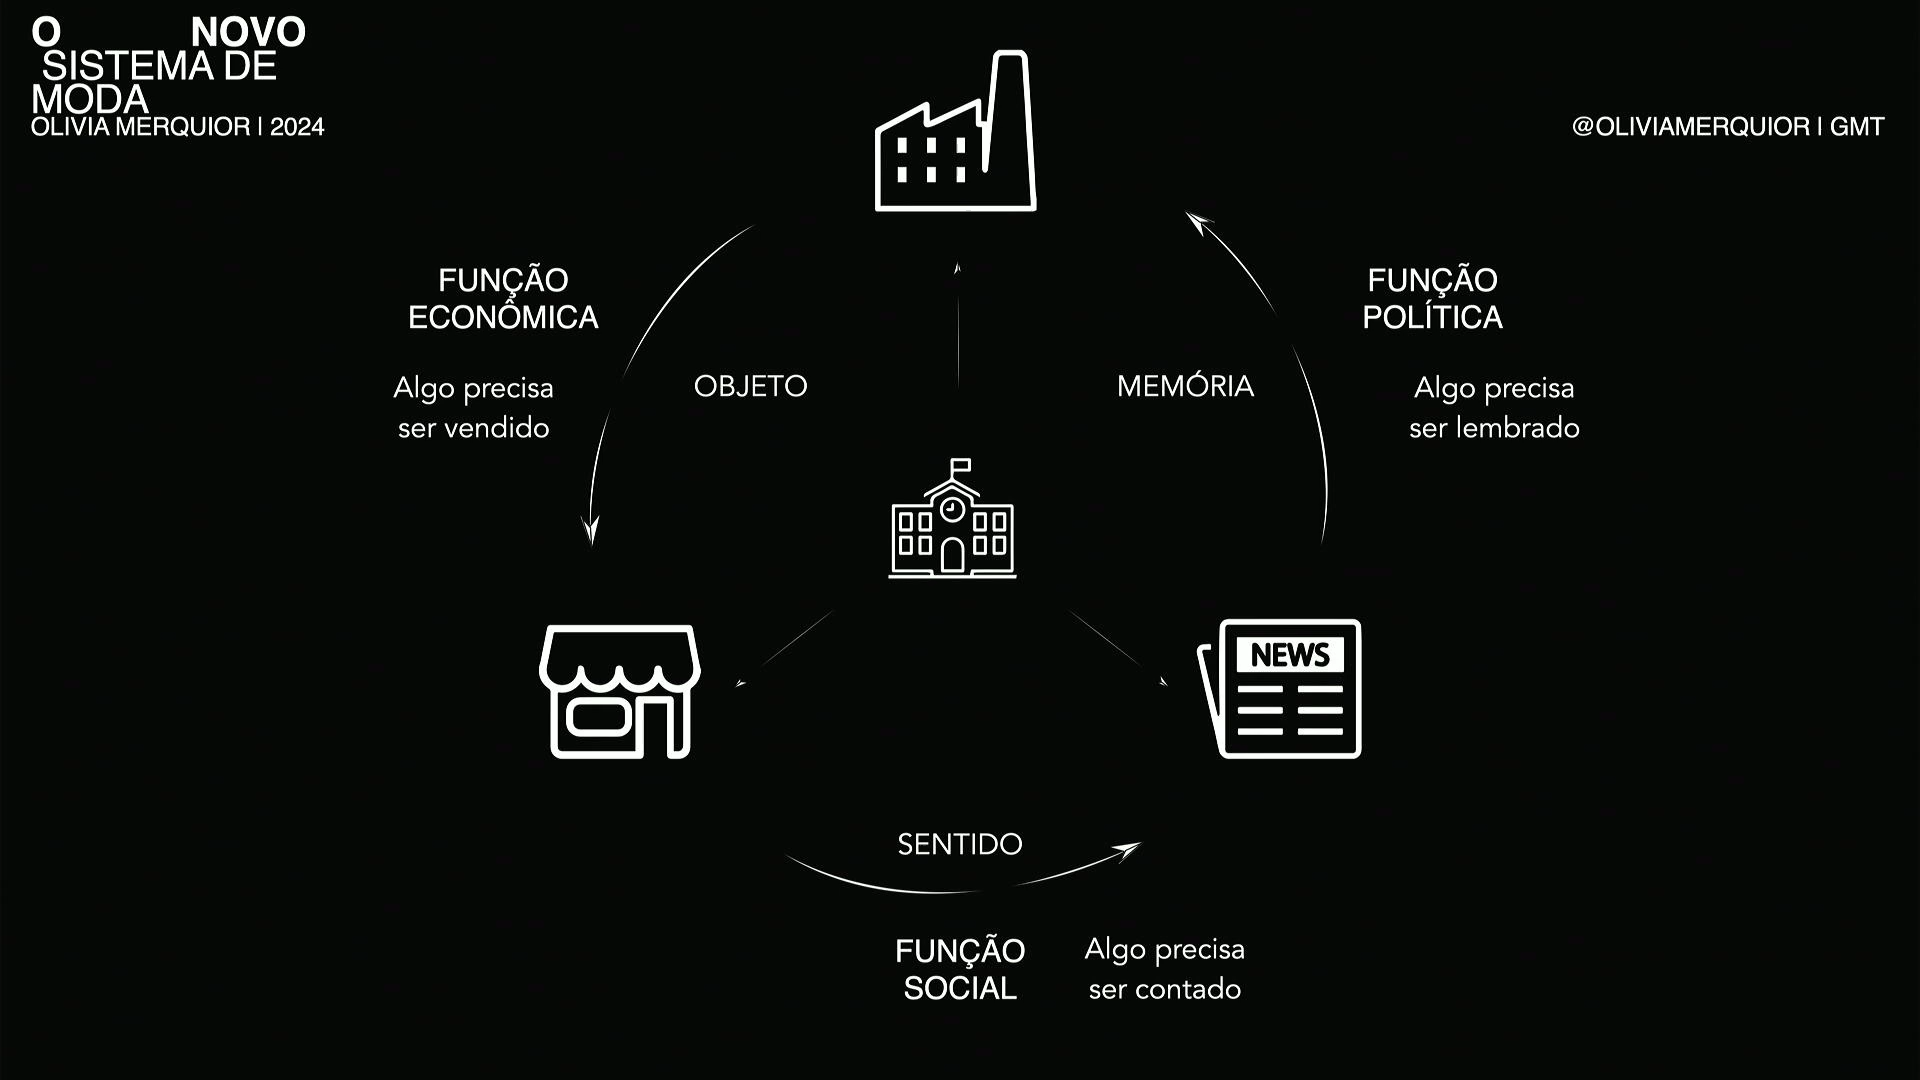 O NOVO
SISTEMA DE
MODA
OLIVIA MERQUIOR | 2024
@OLIVIAMERQUIOR | GMT
FUNÇÃO
ECONÔMICA
Algo precisa
ser vendido
OBJETO
MEMÓRIA
FUNÇÃO
POLÍTICA
Algo precisa
ser lembrado
NEWS
SENTIDO
FUNÇÃO
SOCIAL
Algo precisa
ser contado